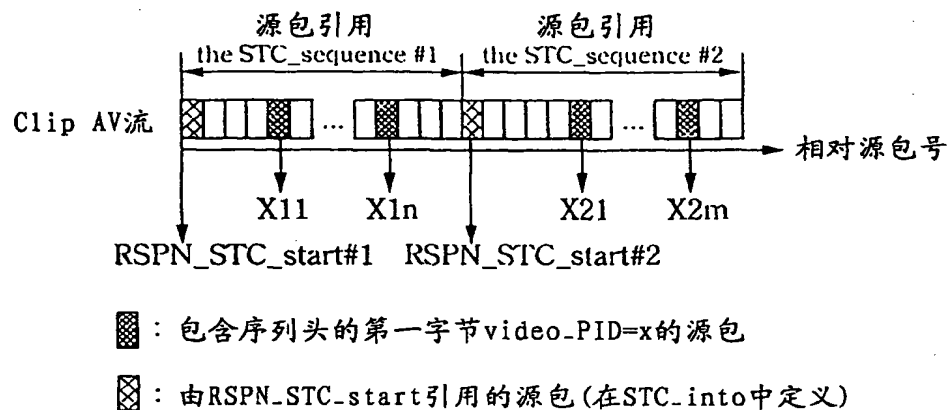 源包引用 源包引用
the STC_sequence #1 the STC_sequence #2
Clip AV流 ... ...
相对源包号
X11 X1n X21 X2m
RSPN_STC_start#1 RSPN_STC_start#2
: 包含序列头的第一字节video_PID=x的源包
: 由RSPN_STC_start引用的源包(在STC_into中定义)